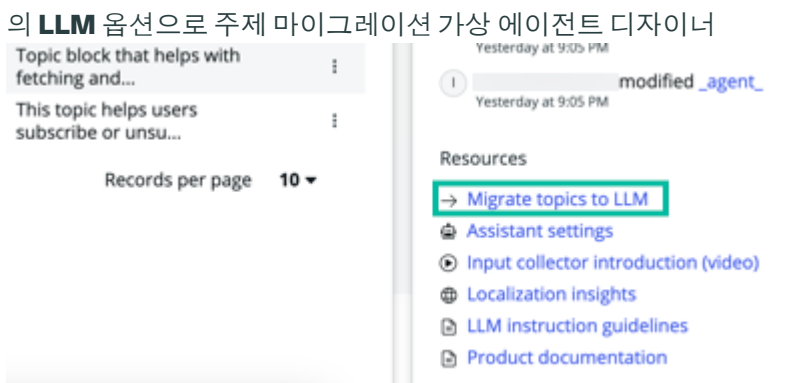 의 LLM 옵션으로 주제 마이그레이션 가상 에이전트 디자이너
Topic block that helps with
fetching and...
This topic helps users
subscribe or unsu...
Records per page 10
Yesterday at 9:05 PM
I modified _agent_
Yesterday at 9:05 PM
Resources
Migrate topics to LLM
Assistant settings
Input collector introduction (video)
Localization insights
LLM instruction guidelines
Product documentation